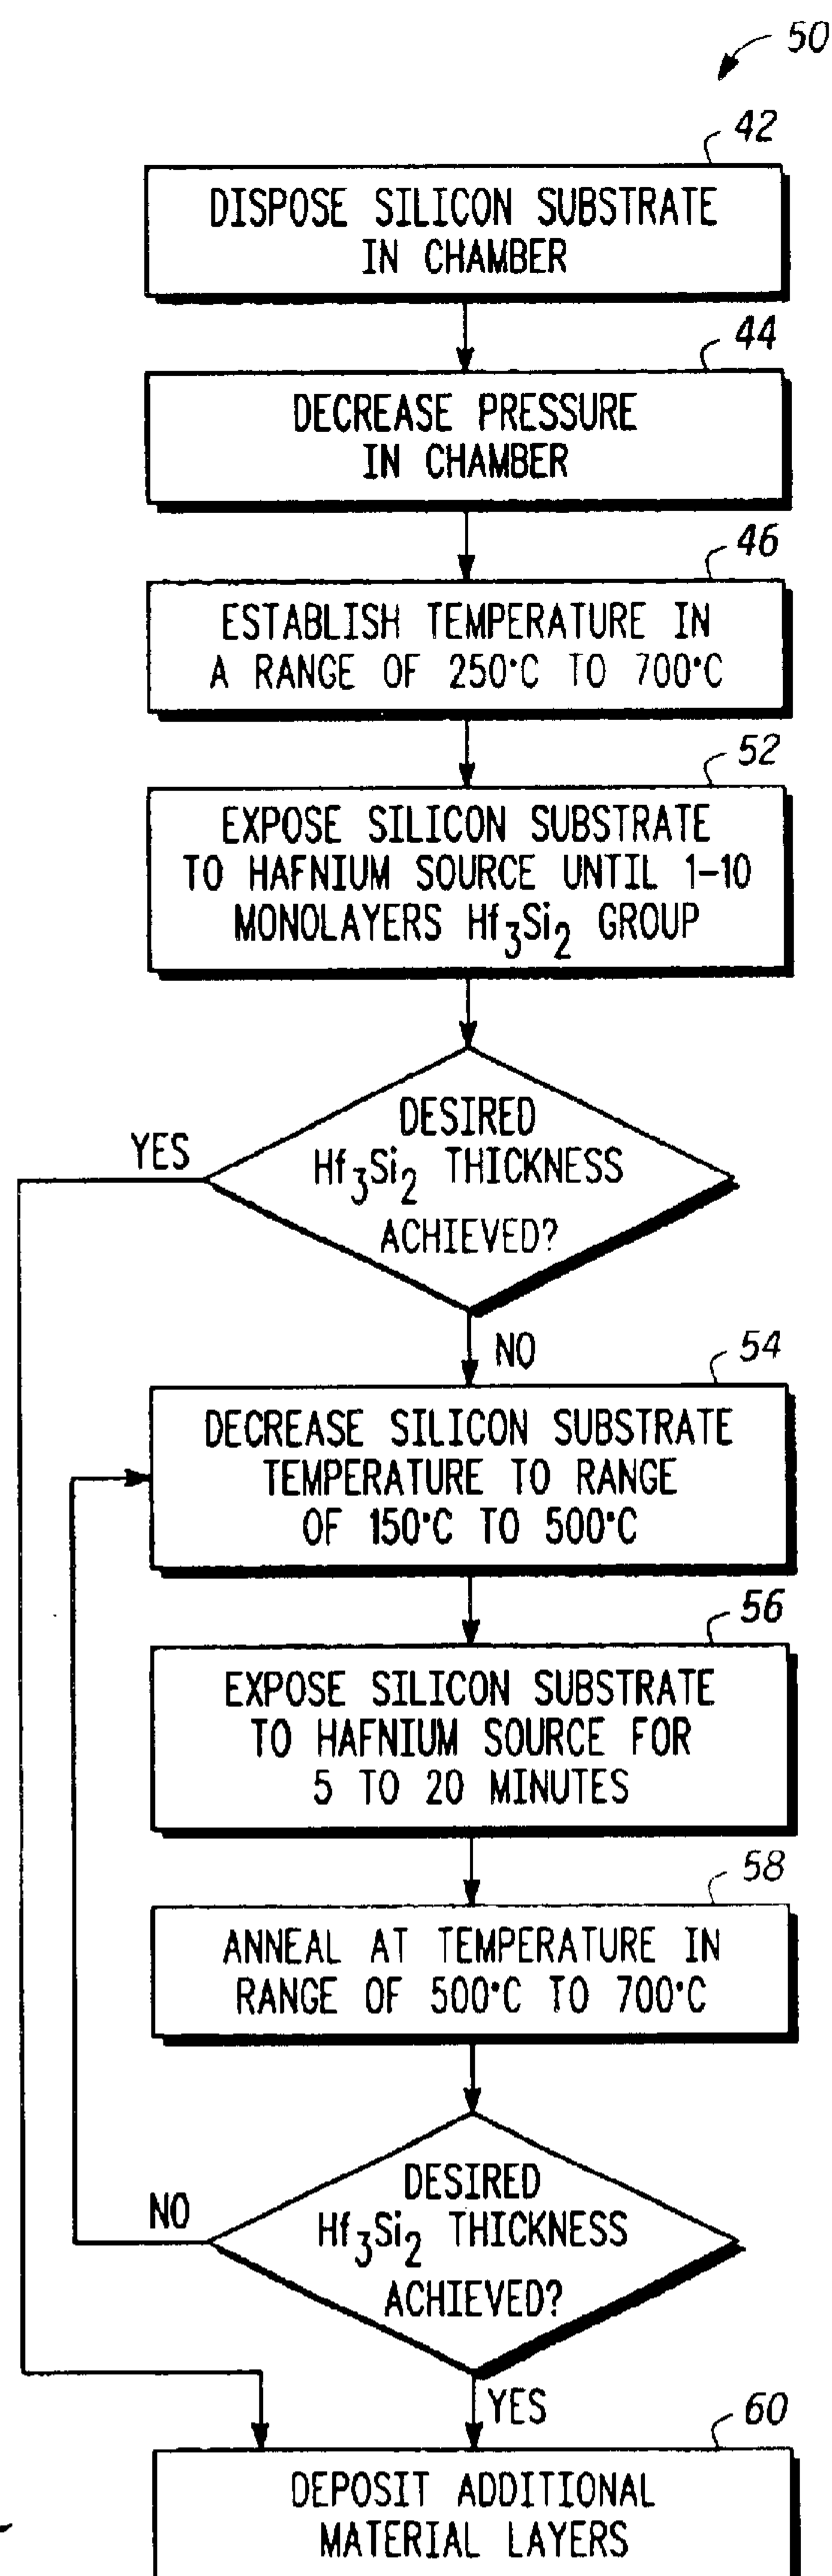 50
42
DISPOSE SILICON SUBSTRATE
IN CHAMBER
44
DECREASE PRESSURE
IN CHAMBER
46
ESTABLISH TEMPERATURE IN
A RANGE OF 250°C TO 700°C
52
EXPOSE SILICON SUBSTRATE
TO HAFNIUM SOURCE UNTIL 1-10
MONOLAYERS Hf₃Si₂ GROUP
DESIRED
Hf₃Si₂ THICKNESS
ACHIEVED?
YES
NO
54
DECREASE SILICON SUBSTRATE
TEMPERATURE TO RANGE
OF 150°C TO 500°C
56
EXPOSE SILICON SUBSTRATE
TO HAFNIUM SOURCE FOR
5 TO 20 MINUTES
58
ANNEAL AT TEMPERATURE IN
RANGE OF 500°C TO 700°C
DESIRED
Hf₃Si₂ THICKNESS
ACHIEVED?
NO
YES
60
DEPOSIT ADDITIONAL
MATERIAL LAYERS